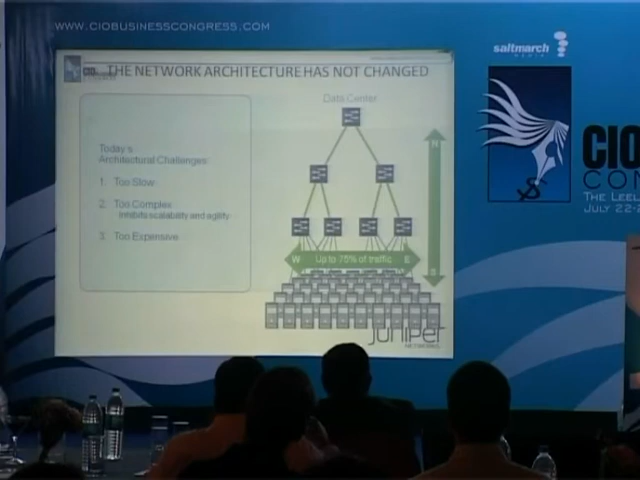 WWW.CIOBUSINESSCONGRESS.COM
saltmarch
MEDIA
THE NETWORK ARCHITECTURE HAS NOT CHANGED
Data Center
Today's
Architectural Challenges:
1. Too Slow
2. Too Complex
Inhibits scalability and agility
3. Too Expensive
N
W Up to 75% of traffic E
S
Juniper
NETWORKS
CIO
CON
THE LEEL
JULY 22-2